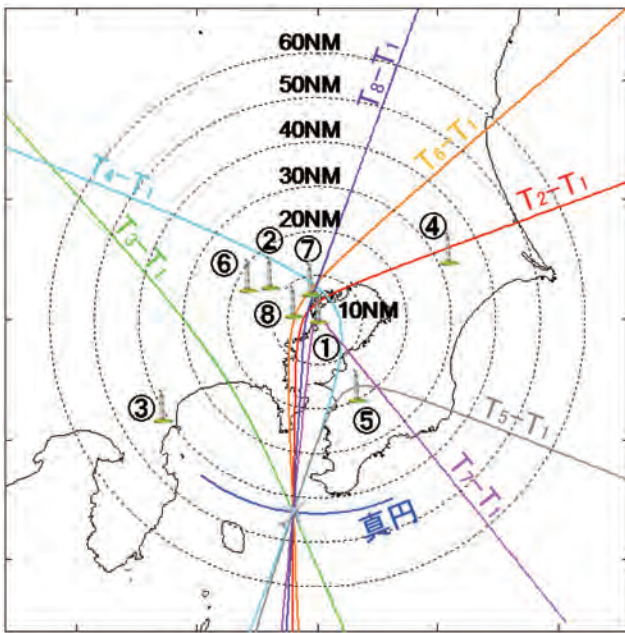 60NM
50NM
40NM
30NM
20NM
10NM
T₈−T₁
T₆−T₁
T₂−T₁
T₄−T₁
T₃−T₁
T₅−T₁
T₇−T₁
④
⑦
②
⑥
⑧
①
③
⑤
真円